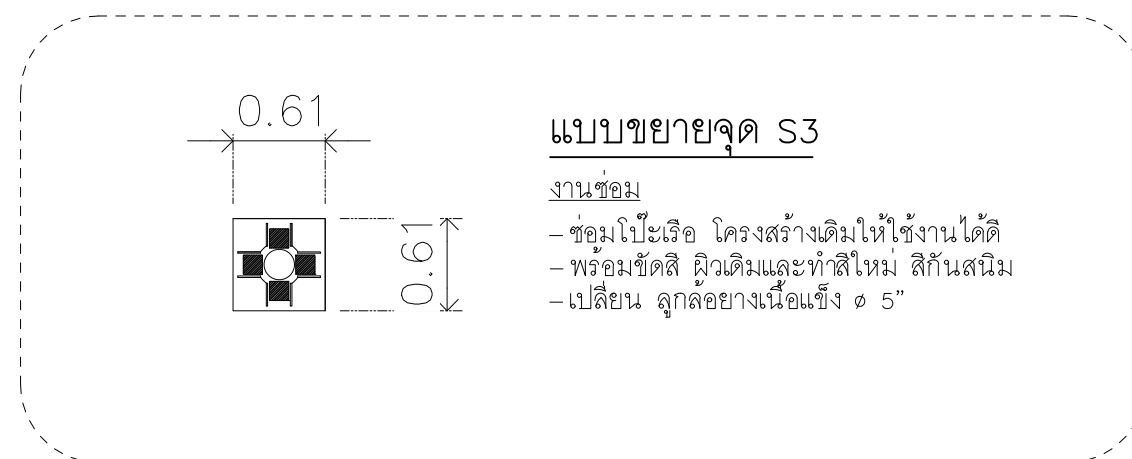 0.61
0.61
แบบขยายจุด S3
งานซ่อม
-ซ่อมโป๊ะเรือ โครงสร้างเดิมให้ใช้งานได้ดี
-พร้อมขัดสี ผิวเดิมและทำสีใหม่ สีกันสนิม
-เปลี่ยน ลูกล้อยางเนื้อแข็ง ø 5"